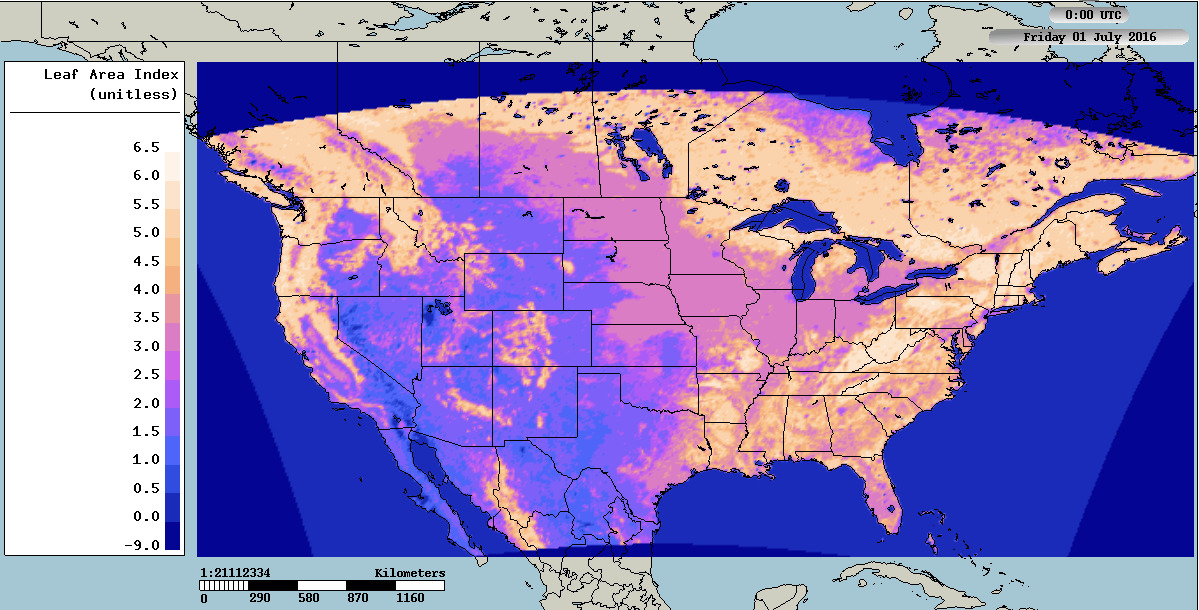 0:00 UTC
Friday 01 July 2016
Leaf Area Index
(unitless)
6.5
6.0
5.5
5.0
4.5
4.0
3.5
3.0
2.5
2.0
1.5
1.0
0.5
0.0
-9.0
1:21112334 Kilometers
0 290 580 870 1160